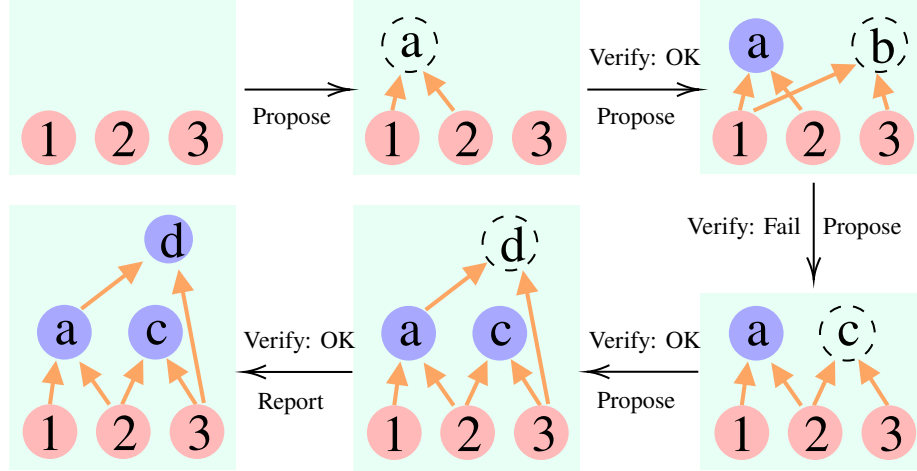 1 2 3
Propose
a
1 2 3
Verify: OK
Propose
a b
1 2 3
Verify: Fail Propose
a c
1 2 3
Verify: OK
Propose
d
a c
1 2 3
Verify: OK
Report
d
a c
1 2 3